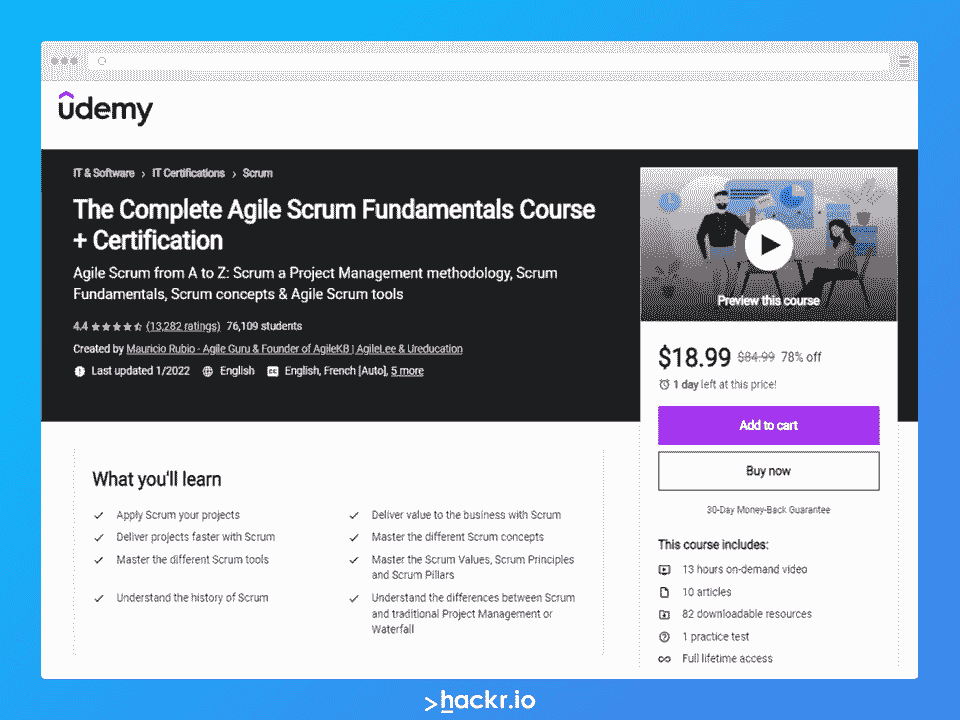 udemy
IT & Software › IT Certifications › Scrum
The Complete Agile Scrum Fundamentals Course
+ Certification
Agile Scrum from A to Z: Scrum a Project Management methodology, Scrum
Fundamentals, Scrum concepts & Agile Scrum tools
4.4 (13,282 ratings) 76,109 students
Created by Mauricio Rubio - Agile Guru & Founder of AgileKB | AgileLee & Ureducation
Last updated 1/2022 English CC English, French [Auto], 5 more
Preview this course
$18.99 $84.99 78% off
1 day left at this price!
Add to cart
Buy now
30-Day Money-Back Guarantee
This course includes:
13 hours on-demand video
10 articles
82 downloadable resources
1 practice test
Full lifetime access
What you'll learn
Apply Scrum your projects
Deliver projects faster with Scrum
Master the different Scrum tools
Understand the history of Scrum
Deliver value to the business with Scrum
Master the different Scrum concepts
Master the Scrum Values, Scrum Principles
and Scrum Pillars
Understand the differences between Scrum
and traditional Project Management or
Waterfall
>hackr.io